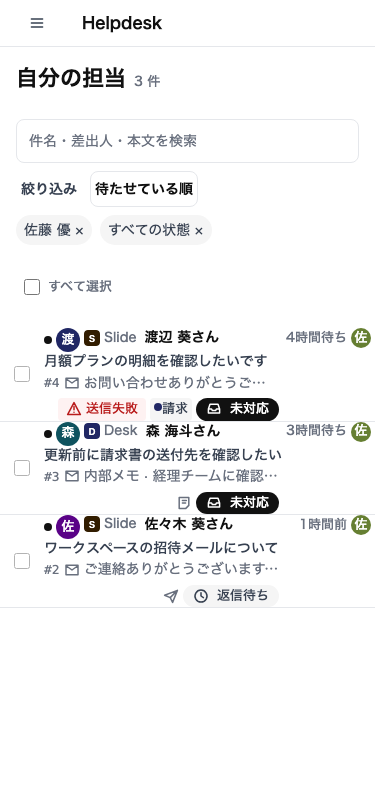 Helpdesk
自分の担当 3 件
件名・差出人・本文を検索
絞り込み 待たせている順
佐藤 優 × すべての状態 ×
すべて選択
渡 S Slide 渡辺 葵さん 4時間待ち 佐
月額プランの明細を確認したいです
#4 お問い合わせありがとうご…
送信失敗 請求 未対応
森 D Desk 森 海斗さん 3時間待ち 佐
更新前に請求書の送付先を確認したい
#3 内部メモ · 経理チームに確認…
未対応
佐 S Slide 佐々木 葵さん 1時間前 佐
ワークスペースの招待メールについて
#2 ご連絡ありがとうございます…
返信待ち